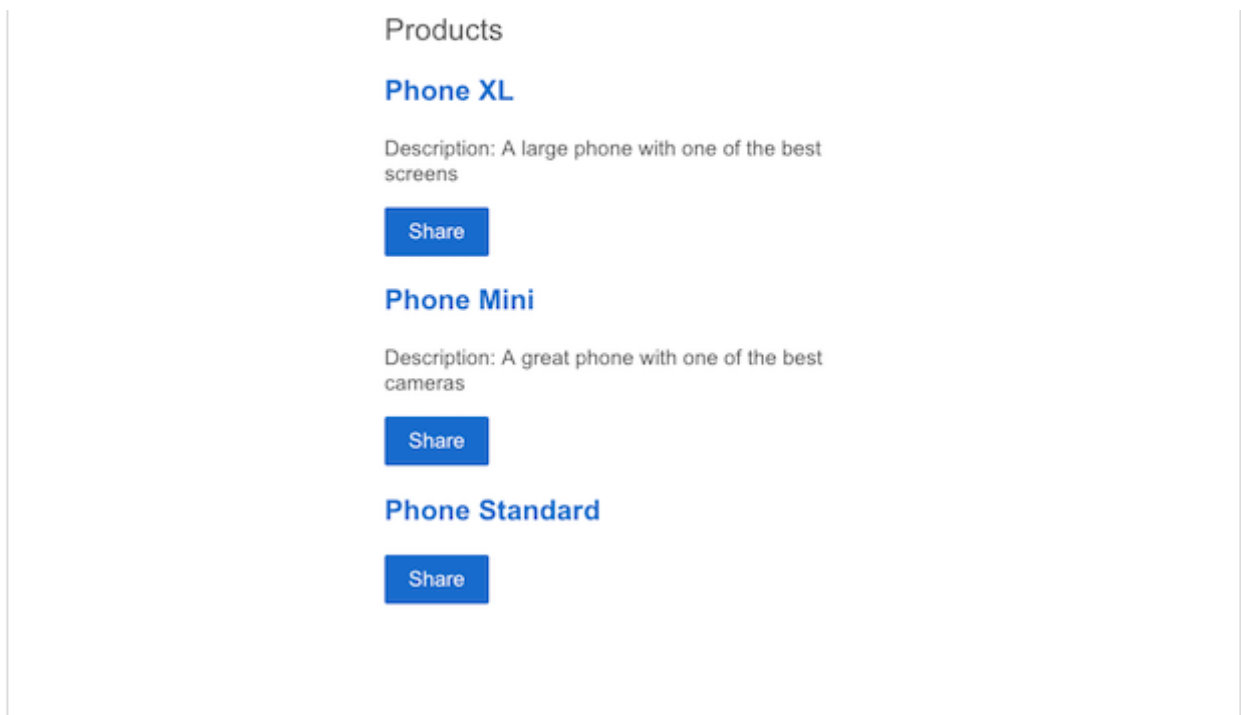 Products
Phone XL
Description: A large phone with one of the best
screens
Share
Phone Mini
Description: A great phone with one of the best
cameras
Share
Phone Standard
Share